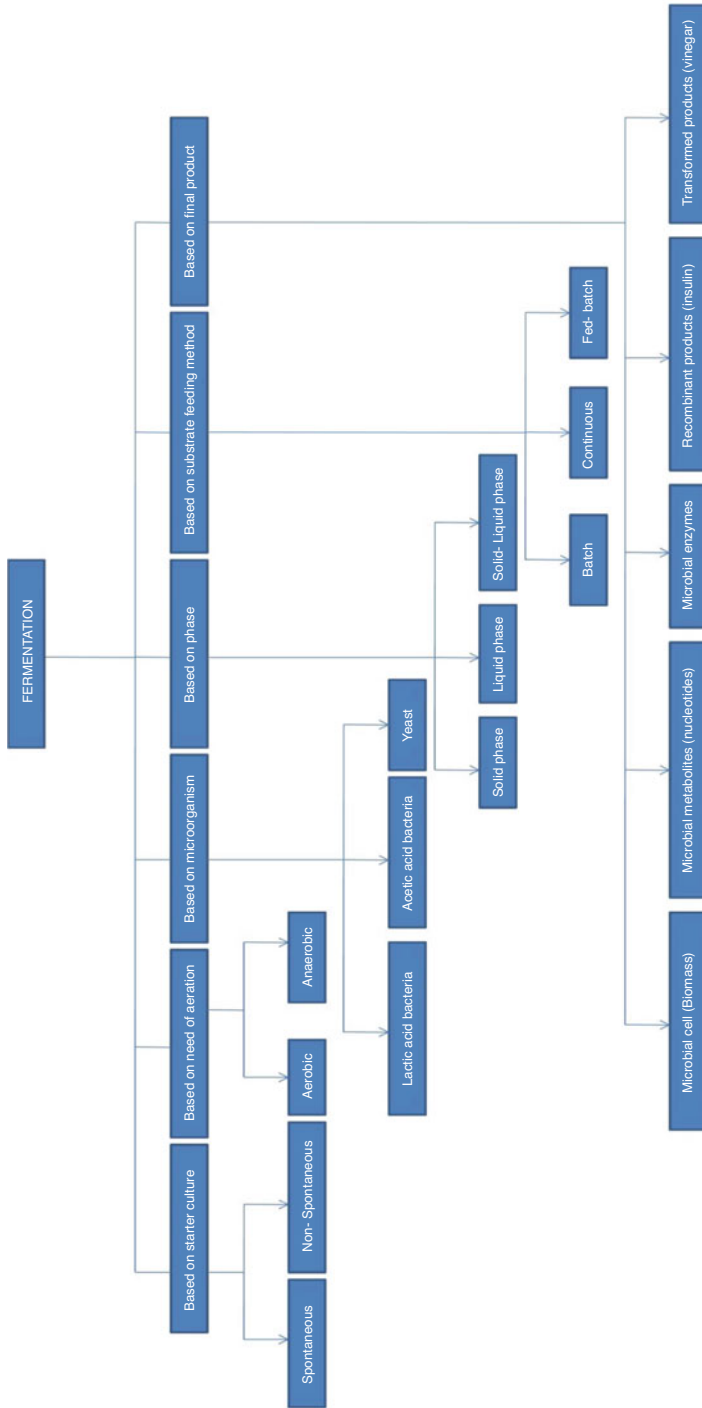 FERMENTATION
Based on starter culture
Based on need of aeration
Based on microorganism
Based on phase
Based on substrate feeding method
Based on final product
Spontaneous
Non- Spontaneous
Aerobic
Anaerobic
Lactic acid bacteria
Acetic acid bacteria
Yeast
Solid phase
Liquid phase
Solid- Liquid phase
Batch
Continuous
Fed- batch
Microbial cell (Biomass)
Microbial metabolites (nucleotides)
Microbial enzymes
Recombinant products (insulin)
Transformed products (vinegar)